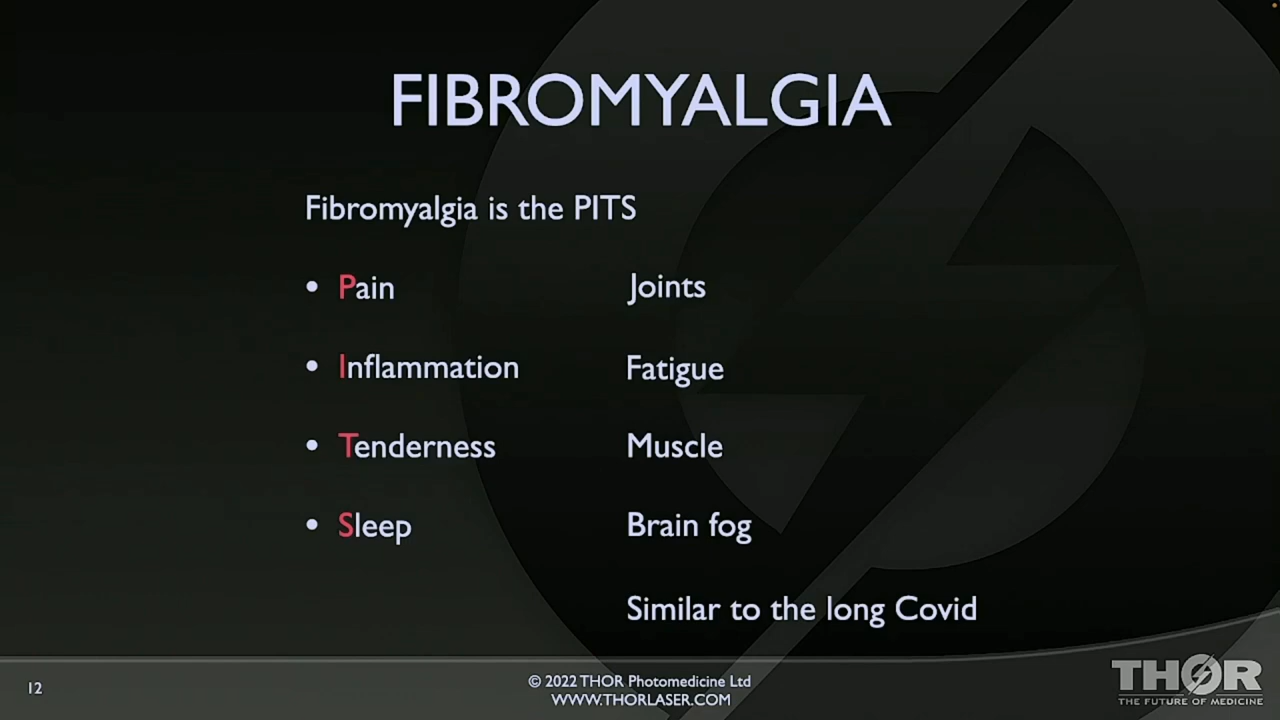 FIBROMYALGIA
Fibromyalgia is the PITS
• Pain Joints
• Inflammation Fatigue
• Tenderness Muscle
• Sleep Brain fog
Similar to the long Covid
12
© 2022 THOR Photomedicine Ltd
WWW.THORLASER.COM
THOR
THE FUTURE OF MEDICINE